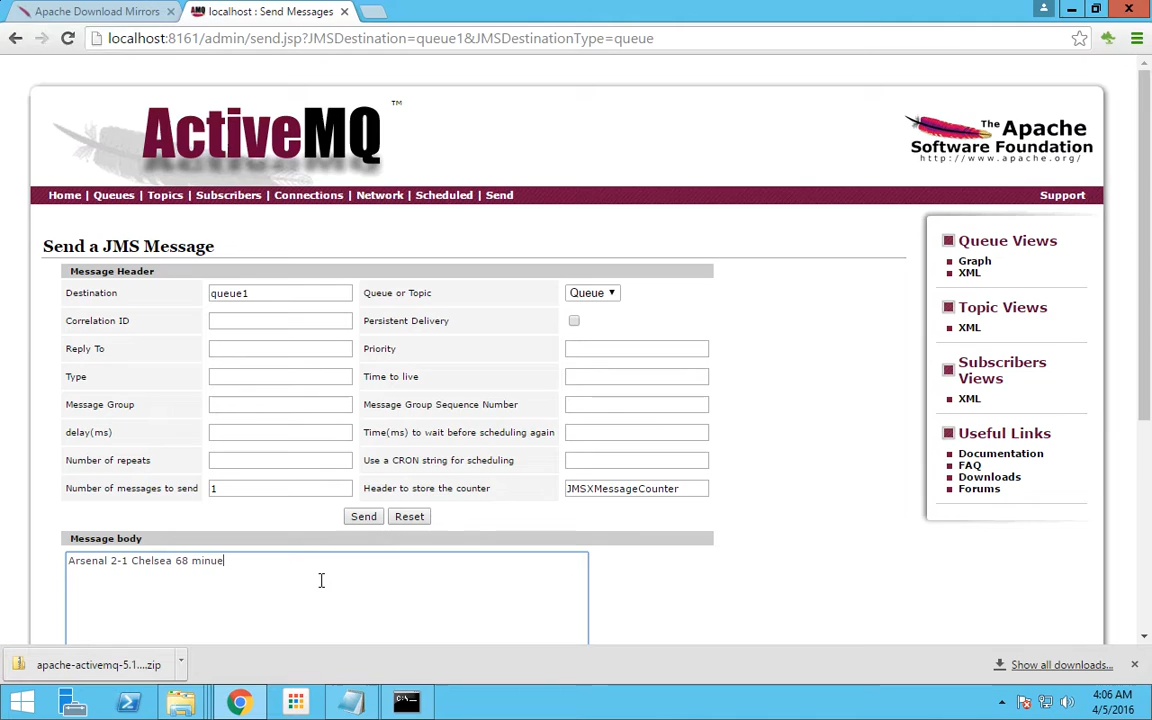 Apache Download Mirrors
localhost : Send Messages
localhost:8161/admin/send.jsp?JMSDestination=queue1&JMSDestinationType=queue
ActiveMQ ™
The Apache
Software Foundation
http://www.apache.org/
Home | Queues | Topics | Subscribers | Connections | Network | Scheduled | Send
Support
Send a JMS Message
Message Header
Destination queue1 Queue or Topic Queue
Correlation ID Persistent Delivery
Reply To Priority
Type Time to live
Message Group Message Group Sequence Number
delay(ms) Time(ms) to wait before scheduling again
Number of repeats Use a CRON string for scheduling
Number of messages to send 1 Header to store the counter JMSXMessageCounter
Send Reset
Message body
Arsenal 2-1 Chelsea 68 minue
Queue Views
Graph
XML
Topic Views
XML
Subscribers
Views
XML
Useful Links
Documentation
FAQ
Downloads
Forums
apache-activemq-5.1....zip
Show all downloads...
4:06 AM
4/5/2016